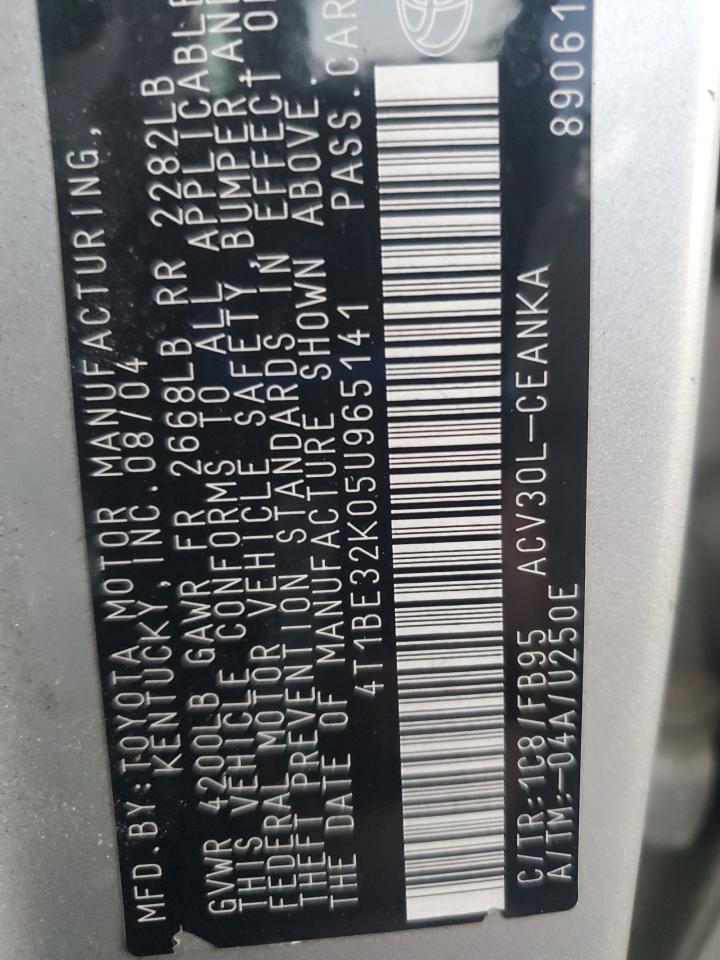 MFD.BY:TOYOTA MOTOR MANUFACTURING,
KENTUCKY,INC.08/04
GVWR 4200LB GAWR FR 2668LB RR 2282LB
THIS VEHICLE CONFORMS TO ALL APPLICABLE
FEDERAL MOTOR VEHICLE SAFETY,BUMPER,AND
THEFT PREVENTION STANDARDS IN EFFECT ON
THE DATE OF MANUFACTURE SHOWN ABOVE.
4T1BE32K05U965141 PASS.CAR
C/TR:1C8/FB95 ACV30L-CEANKA 89061
A/TM:-04A/U250E